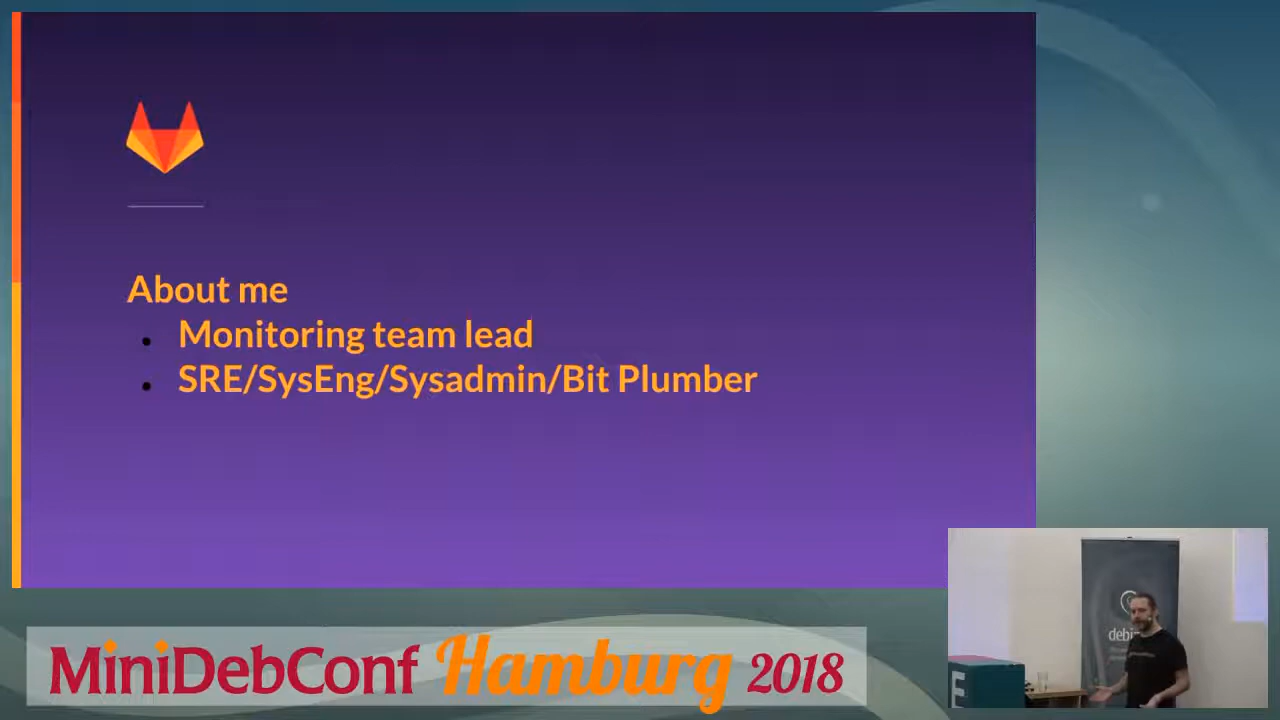 About me
Monitoring team lead
SRE/SysEng/Sysadmin/Bit Plumber
MiniDebConf Hamburg 2018
E